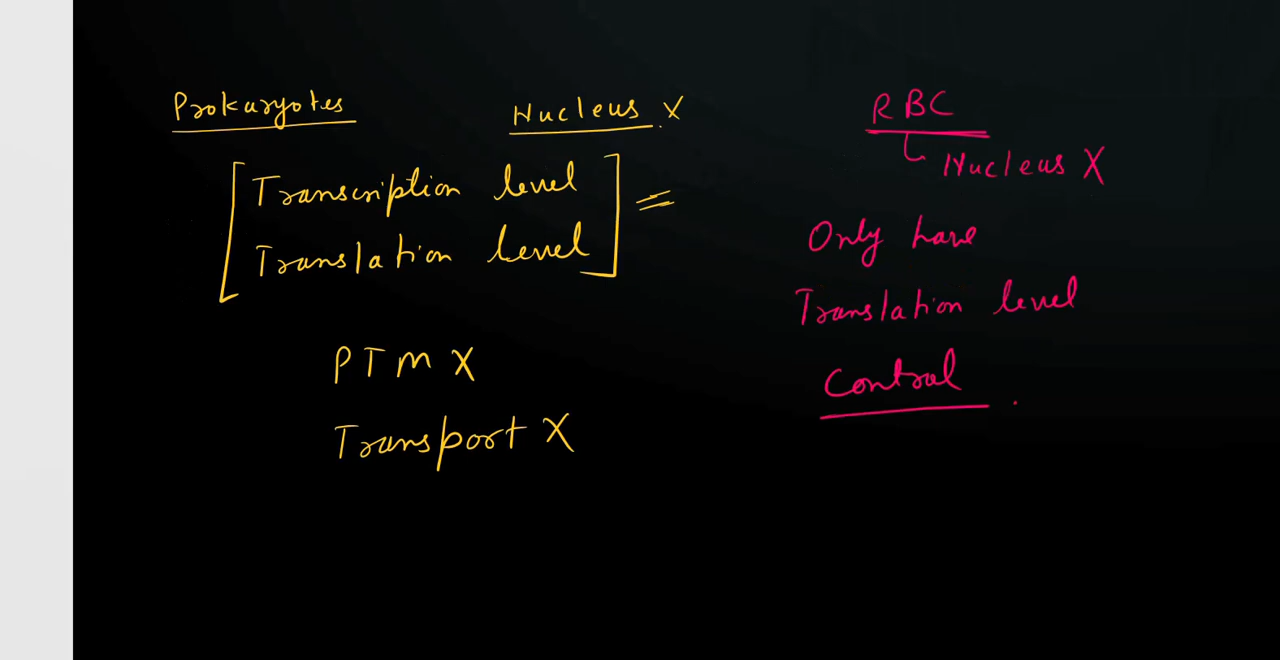 Prokaryotes
Nucleus X
Transcription level
Translation level
PTM X
Transport X
RBC
Nucleus X
Only have
Translation level
Control